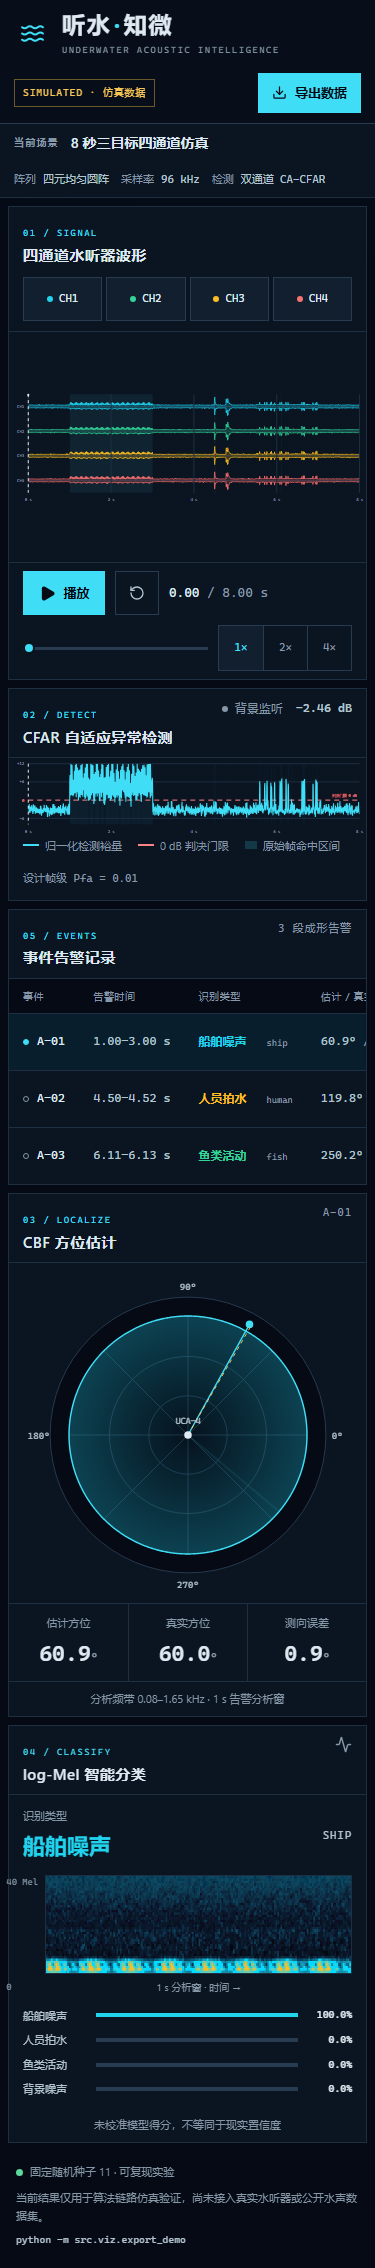 听水·知微
UNDERWATER ACOUSTIC INTELLIGENCE
SIMULATED · 仿真数据
导出数据
当前场景 8 秒三目标四通道仿真
阵列 四元均匀圆阵 采样率 96 kHz 检测 双通道 CA-CFAR
01 / SIGNAL
四通道水听器波形
CH1 CH2 CH3 CH4
CH1
CH2
CH3
CH4
0 s 2 s 4 s 6 s 8 s
播放 0.00 / 8.00 s
1× 2× 4×
02 / DETECT
背景监听 −2.46 dB
CFAR 自适应异常检测
0 s 2 s 4 s 6 s 8 s
归一化检测裕量 0 dB 判决门限 原始帧命中区间
设计帧级 Pfa = 0.01
05 / EVENTS
3 段成形告警
事件告警记录
事件 告警时间 识别类型 估计 / 真
A-01 1.00–3.00 s 船舶噪声 ship 60.9° /
A-02 4.50–4.52 s 人员拍水 human 119.8°
A-03 6.11–6.13 s 鱼类活动 fish 250.2°
03 / LOCALIZE
A-01
CBF 方位估计
90°
UCA-4
180° 0°
270°
估计方位 真实方位 测向误差
60.9° 60.0° 0.9°
分析频带 0.08–1.65 kHz · 1 s 告警分析窗
04 / CLASSIFY
log-Mel 智能分类
识别类型
船舶噪声 SHIP
40 Mel
0
1 s 分析窗 · 时间 →
船舶噪声 100.0%
人员拍水 0.0%
鱼类活动 0.0%
背景噪声 0.0%
未校准模型得分，不等同于现实置信度
固定随机种子 11 · 可复现实验
当前结果仅用于算法链路仿真验证，尚未接入真实水听器或公开水声数
据集。
python -m src.viz.export_demo